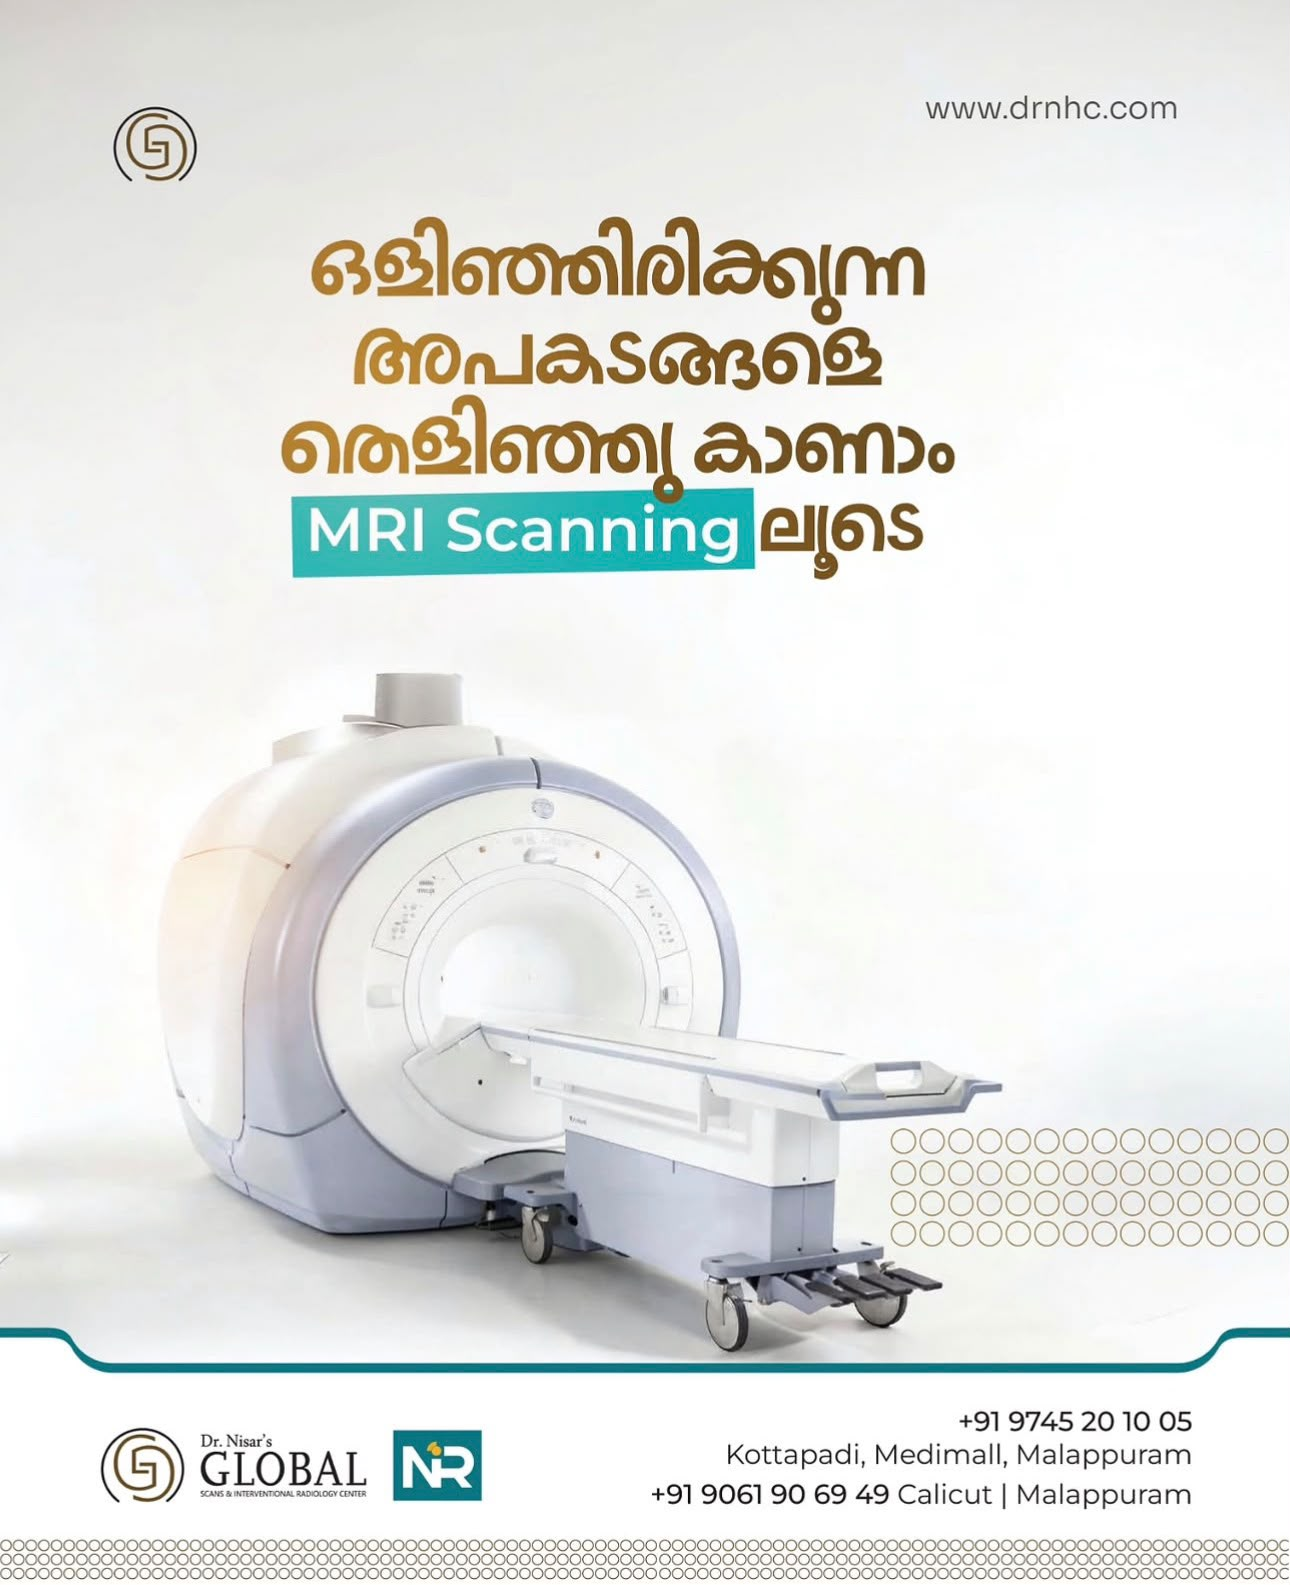 www.drnhc.com
ഒളിഞ്ഞിരിക്കുന്ന
അപകടങ്ങളെ
തെളിഞ്ഞു കാണാം
MRI Scanning ലൂടെ
Dr. Nisar's
GLOBAL
SCANS & INTERVENTIONAL RADIOLOGY CENTER
NR
+91 9745 20 10 05
Kottapadi, Medimall, Malappuram
+91 9061 90 69 49 Calicut | Malappuram